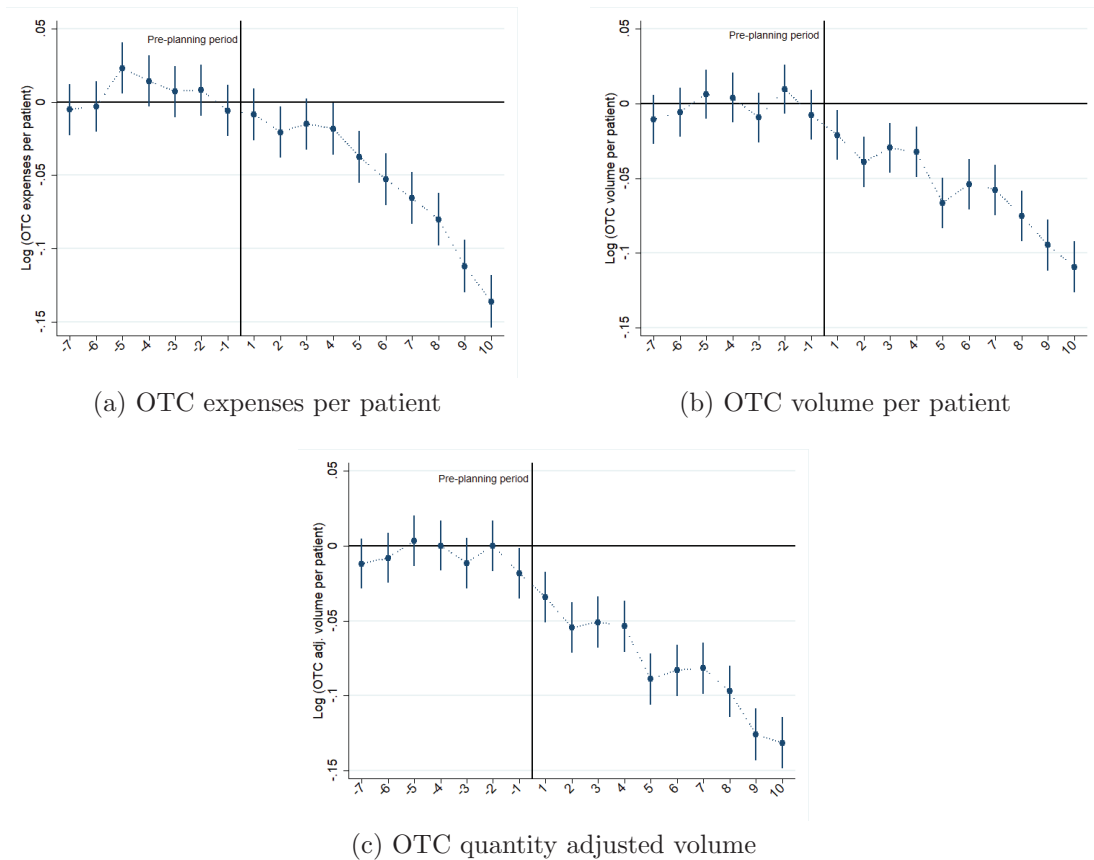 Log (OTC expenses per patient)
.05
0
-.05
-.1
-.15
Pre-planning period
-7 -6 -5 -4 -3 -2 -1 1 2 3 4 5 6 7 8 9 10
(a) OTC expenses per patient
Log (OTC volume per patient)
.05
0
-.05
-.1
-.15
Pre-planning period
-7 -6 -5 -4 -3 -2 -1 1 2 3 4 5 6 7 8 9 10
(b) OTC volume per patient
Log (OTC adj. volume per patient)
.05
0
-.05
-.1
-.15
Pre-planning period
-7 -6 -5 -4 -3 -2 -1 1 2 3 4 5 6 7 8 9 10
(c) OTC quantity adjusted volume